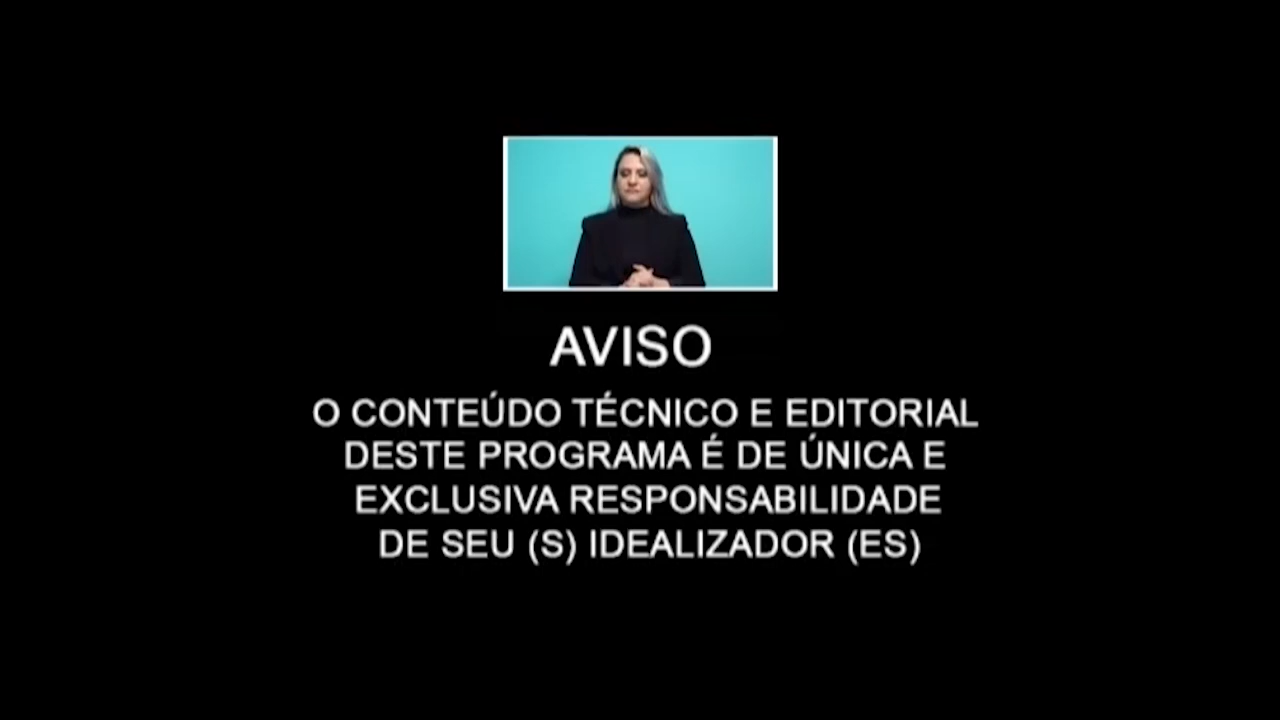 AVISO
O CONTEÚDO TÉCNICO E EDITORIAL
DESTE PROGRAMA É DE ÚNICA E
EXCLUSIVA RESPONSABILIDADE
DE SEU (S) IDEALIZADOR (ES)